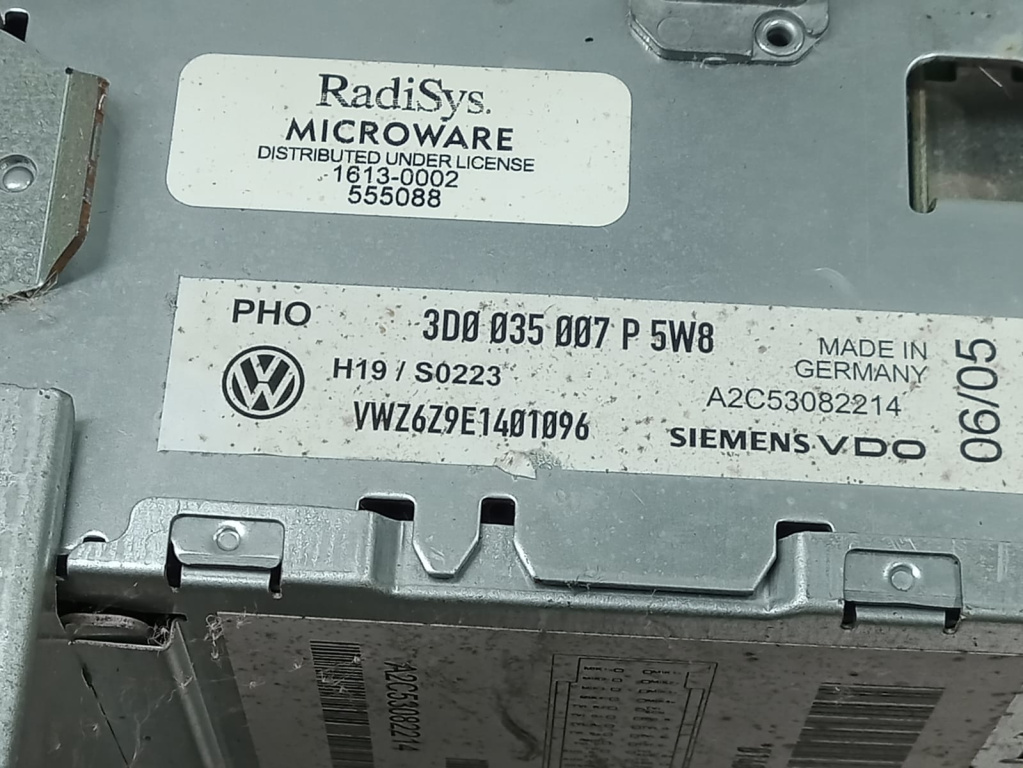 RadiSys.
MICROWARE
DISTRIBUTED UNDER LICENSE
1613-0002
555088
PHO
3D0 035 007 P 5W8
H19 / S0223
VWZ6Z9E1401096
MADE IN
GERMANY
A2C53082214
SIEMENS VDO
06/05
A2C53082214